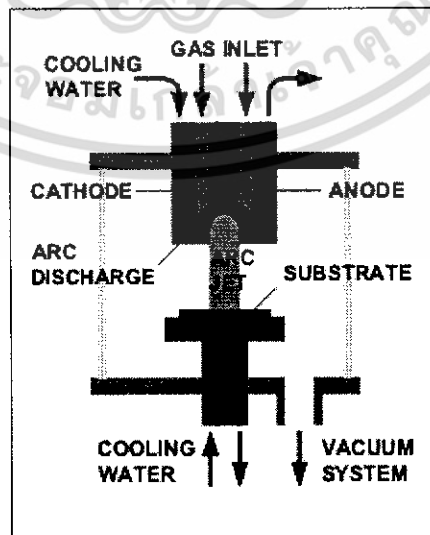 GAS INLET
COOLING
WATER
CATHODE
ANODE
ARC
DISCHARGE
ARC
JET
SUBSTRATE
COOLING
WATER
VACUUM
SYSTEM